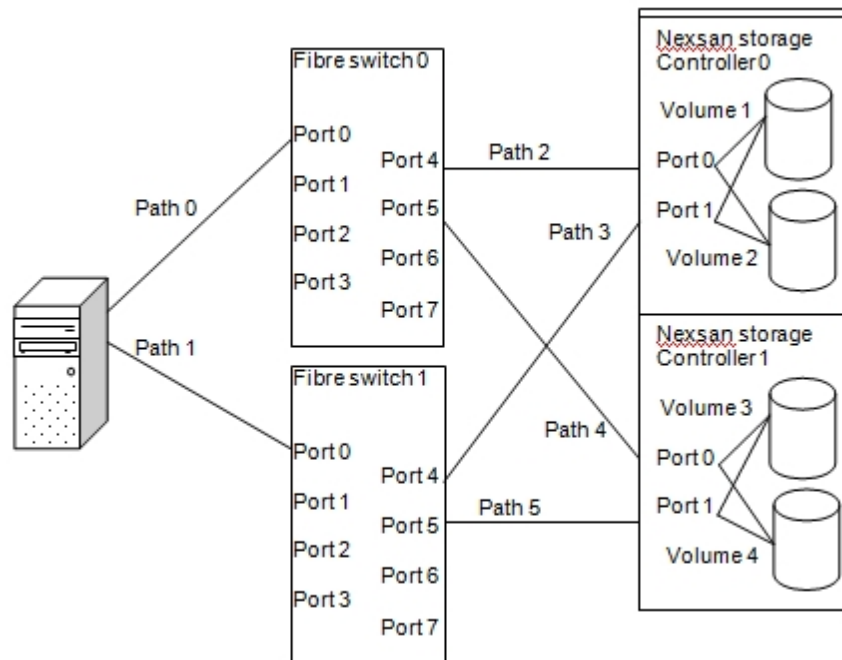 Fibre switch 0
Port 0
Port 1
Port 2
Port 3
Port 4
Port 5
Port 6
Port 7
Path 0
Path 1
Fibre switch 1
Port 0
Port 1
Port 2
Port 3
Port 4
Port 5
Port 6
Port 7
Path 2
Path 3
Path 4
Path 5
Nexsan storage
Controller 0
Volume 1
Port 0
Port 1
Volume 2
Nexsan storage
Controller 1
Volume 3
Port 0
Port 1
Volume 4